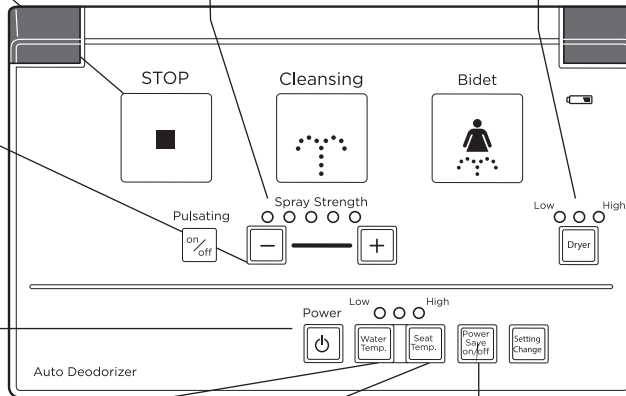 STOP
Cleansing
Bidet
Pulsating
Spray Strength
Low
High
on/off
−
+
Dryer
Power
Low
High
Water
Temp.
Seat
Temp.
Power
Save
on/off
Setting
Change
Auto Deodorizer